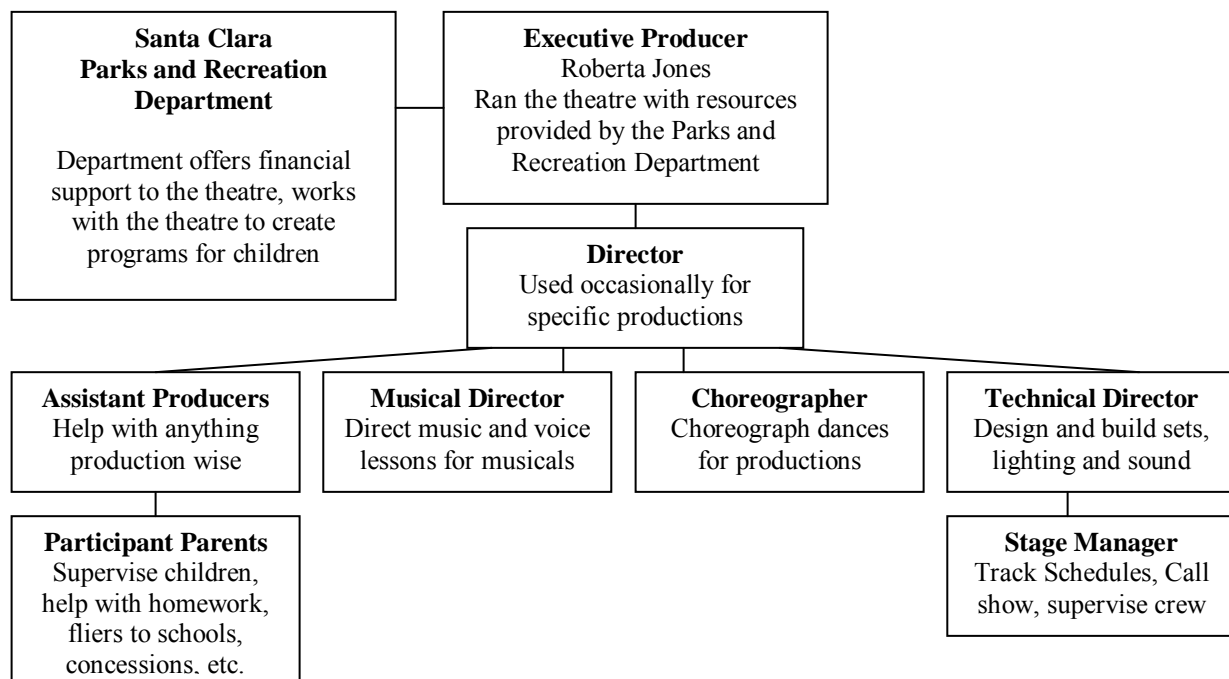 Santa Clara
Parks and Recreation
Department
Department offers financial
support to the theatre, works
with the theatre to create
programs for children
Executive Producer
Roberta Jones
Ran the theatre with resources
provided by the Parks and
Recreation Department
Director
Used occasionally for
specific productions
Assistant Producers
Help with anything
production wise
Musical Director
Direct music and voice
lessons for musicals
Choreographer
Choreograph dances
for productions
Technical Director
Design and build sets,
lighting and sound
Participant Parents
Supervise children,
help with homework,
fliers to schools,
concessions, etc.
Stage Manager
Track Schedules, Call
show, supervise crew